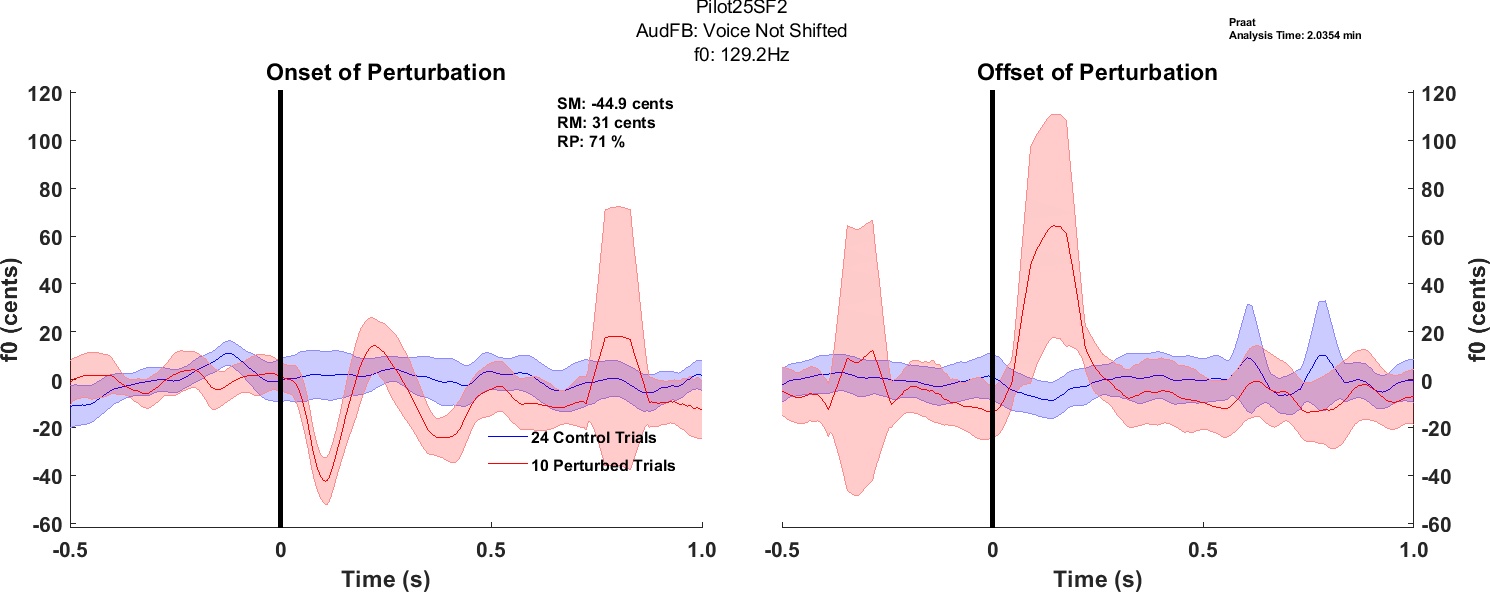 Pilot25SF2
AudFB: Voice Not Shifted
f0: 129.2Hz
Praat
Analysis Time: 2.0354 min
Onset of Perturbation
Offset of Perturbation
SM: -44.9 cents
RM: 31 cents
RP: 71 %
120
100
80
60
40
20
0
-20
-40
-60
f0 (cents)
-0.5
0
0.5
1.0
Time (s)
24 Control Trials
10 Perturbed Trials
-0.5
0
0.5
1.0
Time (s)
120
100
80
60
40
20
0
-20
-40
-60
f0 (cents)